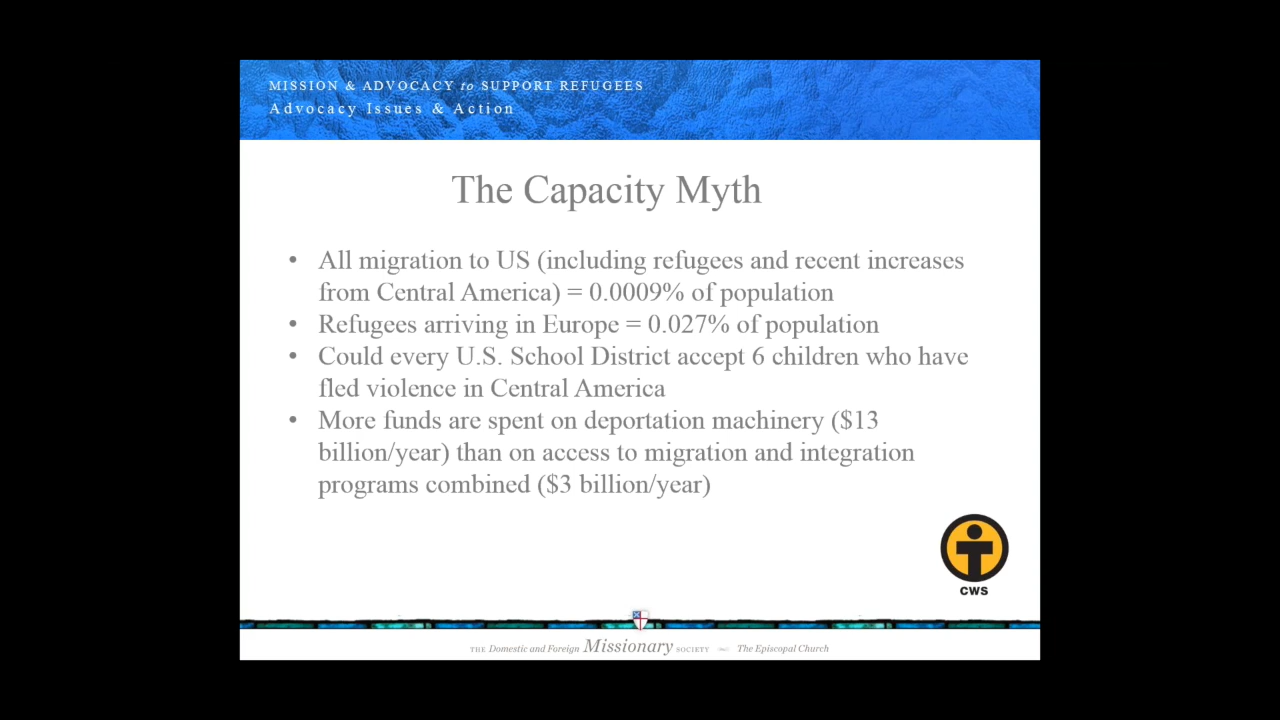 MISSION & ADVOCACY to SUPPORT REFUGEES
Advocacy Issues & Action
The Capacity Myth
• All migration to US (including refugees and recent increases
from Central America) = 0.0009% of population
• Refugees arriving in Europe = 0.027% of population
• Could every U.S. School District accept 6 children who have
fled violence in Central America
• More funds are spent on deportation machinery ($13
billion/year) than on access to migration and integration
programs combined ($3 billion/year)
CWS
THE Domestic and Foreign Missionary SOCIETY The Episcopal Church